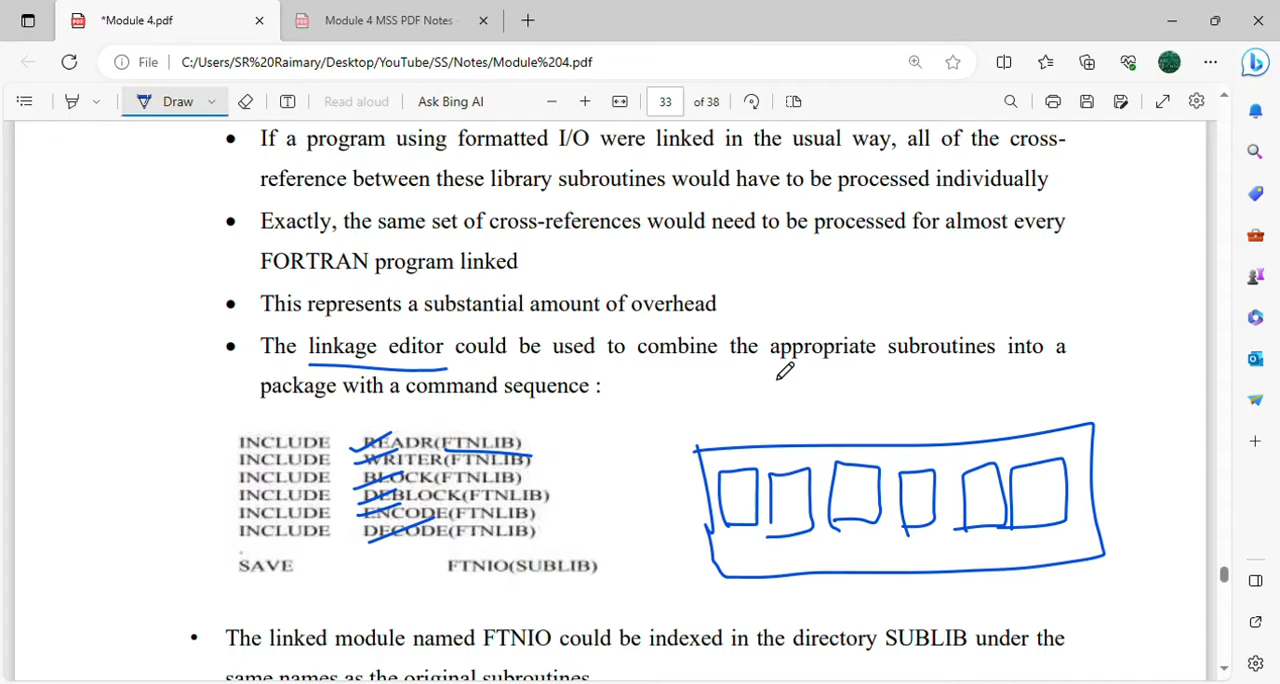 *Module 4.pdf
Module 4 MSS PDF Notes
File C:/Users/SR%20Raimary/Desktop/YouTube/SS/Notes/Module%204.pdf
Draw Read aloud Ask Bing AI 33 of 38
• If a program using formatted I/O were linked in the usual way, all of the cross-
reference between these library subroutines would have to be processed individually
• Exactly, the same set of cross-references would need to be processed for almost every
FORTRAN program linked
• This represents a substantial amount of overhead
• The linkage editor could be used to combine the appropriate subroutines into a
package with a command sequence :
INCLUDE READR(FTNLIB)
INCLUDE WRITER(FTNLIB)
INCLUDE BLOCK(FTNLIB)
INCLUDE DEBLOCK(FTNLIB)
INCLUDE ENCODE(FTNLIB)
INCLUDE DECODE(FTNLIB)
.
SAVE FTNIO(SUBLIB)
• The linked module named FTNIO could be indexed in the directory SUBLIB under the
same names as the original subroutines